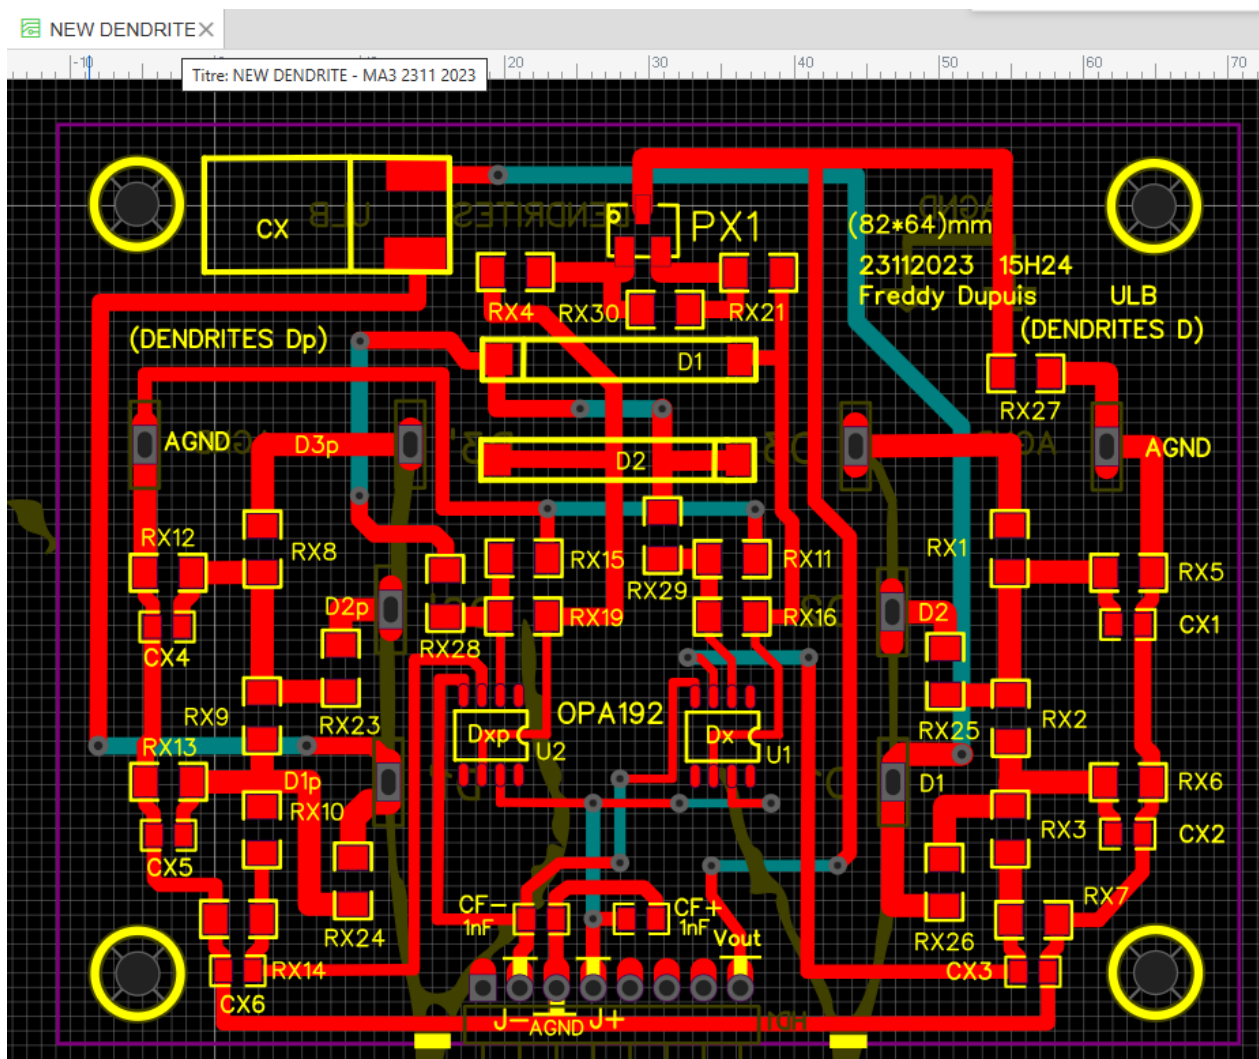 NEW DENDRITE
-10
Titre: NEW DENDRITE - MA3 2311 2023
20
30
40
50
60
70
CX
ULB
DENDRITES
PX1
AGND
(82*64)mm
23112023 15H24
Freddy Dupuis
ULB
(DENDRITES D)
(DENDRITES Dp)
RX4
RX30
RX21
D1
RX27
AGND
D3p
D2
AGND
RX12
RX8
RX15
RX11
RX1
RX5
RX29
D2p
RX19
RX16
D2
CX1
CX4
RX28
RX9
RX23
OPA192
RX25
RX2
RX13
Dxp
U2
Dx
U1
D1p
RX10
D1
RX6
CX5
RX3
CX2
CF-
1nF
CF+
1nF
RX7
RX24
Vout
RX26
RX14
CX3
CX6
J-
AGND
J+
HD1